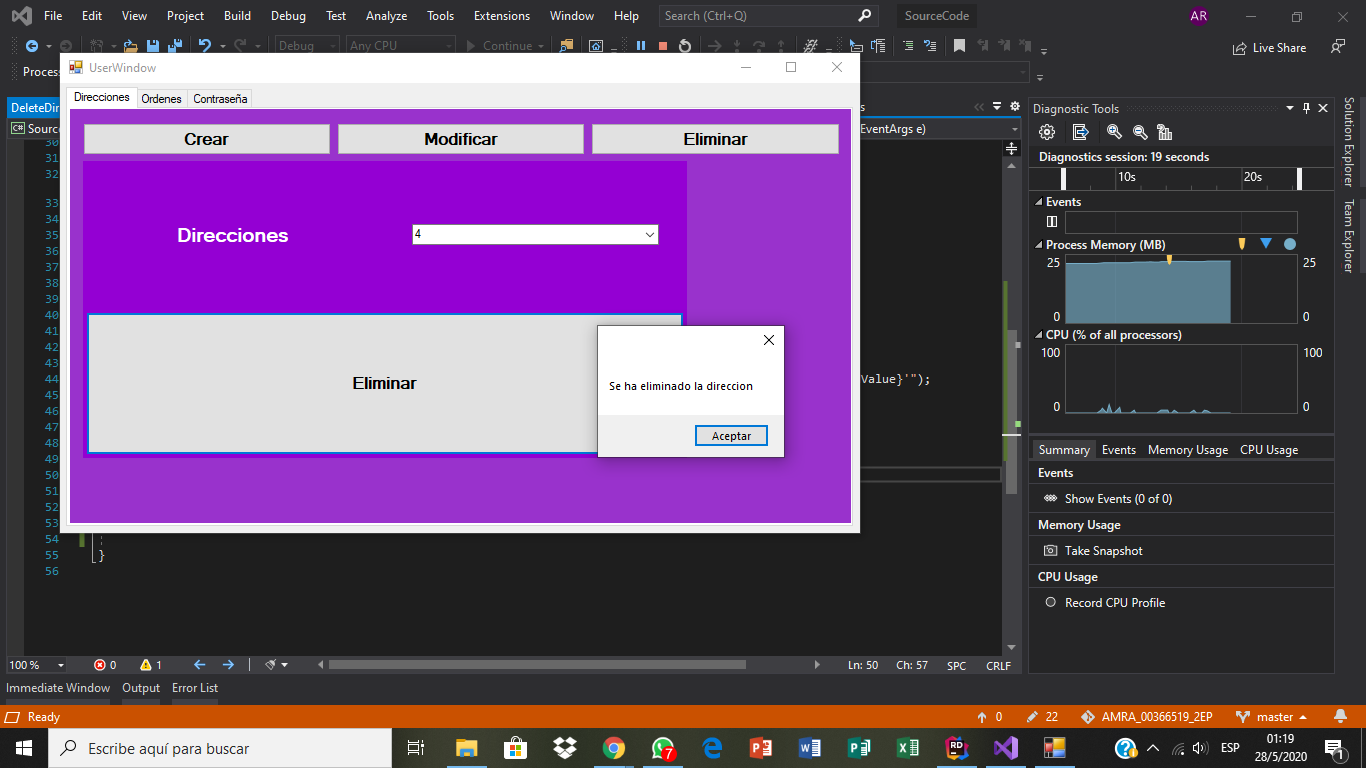 File Edit View Project Build Debug Test Analyze Tools Extensions Window Help Search (Ctrl+Q) SourceCode AR
Debug Any CPU Continue Live Share
Proces
UserWindow
Direcciones Ordenes Contraseña
DeleteDir
C# Source
EventArgs e)
Crear Modificar Eliminar
Direcciones 4
Eliminar
Se ha eliminado la direccion
Aceptar
Value}'");
30
31
32
33
34
35
36
37
38
39
40
41
42
43
44
45
46
47
48
49
50
51
52
53
54
55 }
56
Diagnostic Tools
Diagnostics session: 19 seconds
10s 20s
Events
Process Memory (MB)
25 25
0 0
CPU (% of all processors)
100 100
0 0
Summary Events Memory Usage CPU Usage
Events
Show Events (0 of 0)
Memory Usage
Take Snapshot
CPU Usage
Record CPU Profile
Solution Explorer
Team Explorer
100 % 0 1 Ln: 50 Ch: 57 SPC CRLF
Immediate Window Output Error List
Ready 0 22 AMRA_00366519_2EP master
Escribe aquí para buscar 7 ESP 01:19
28/5/2020 1